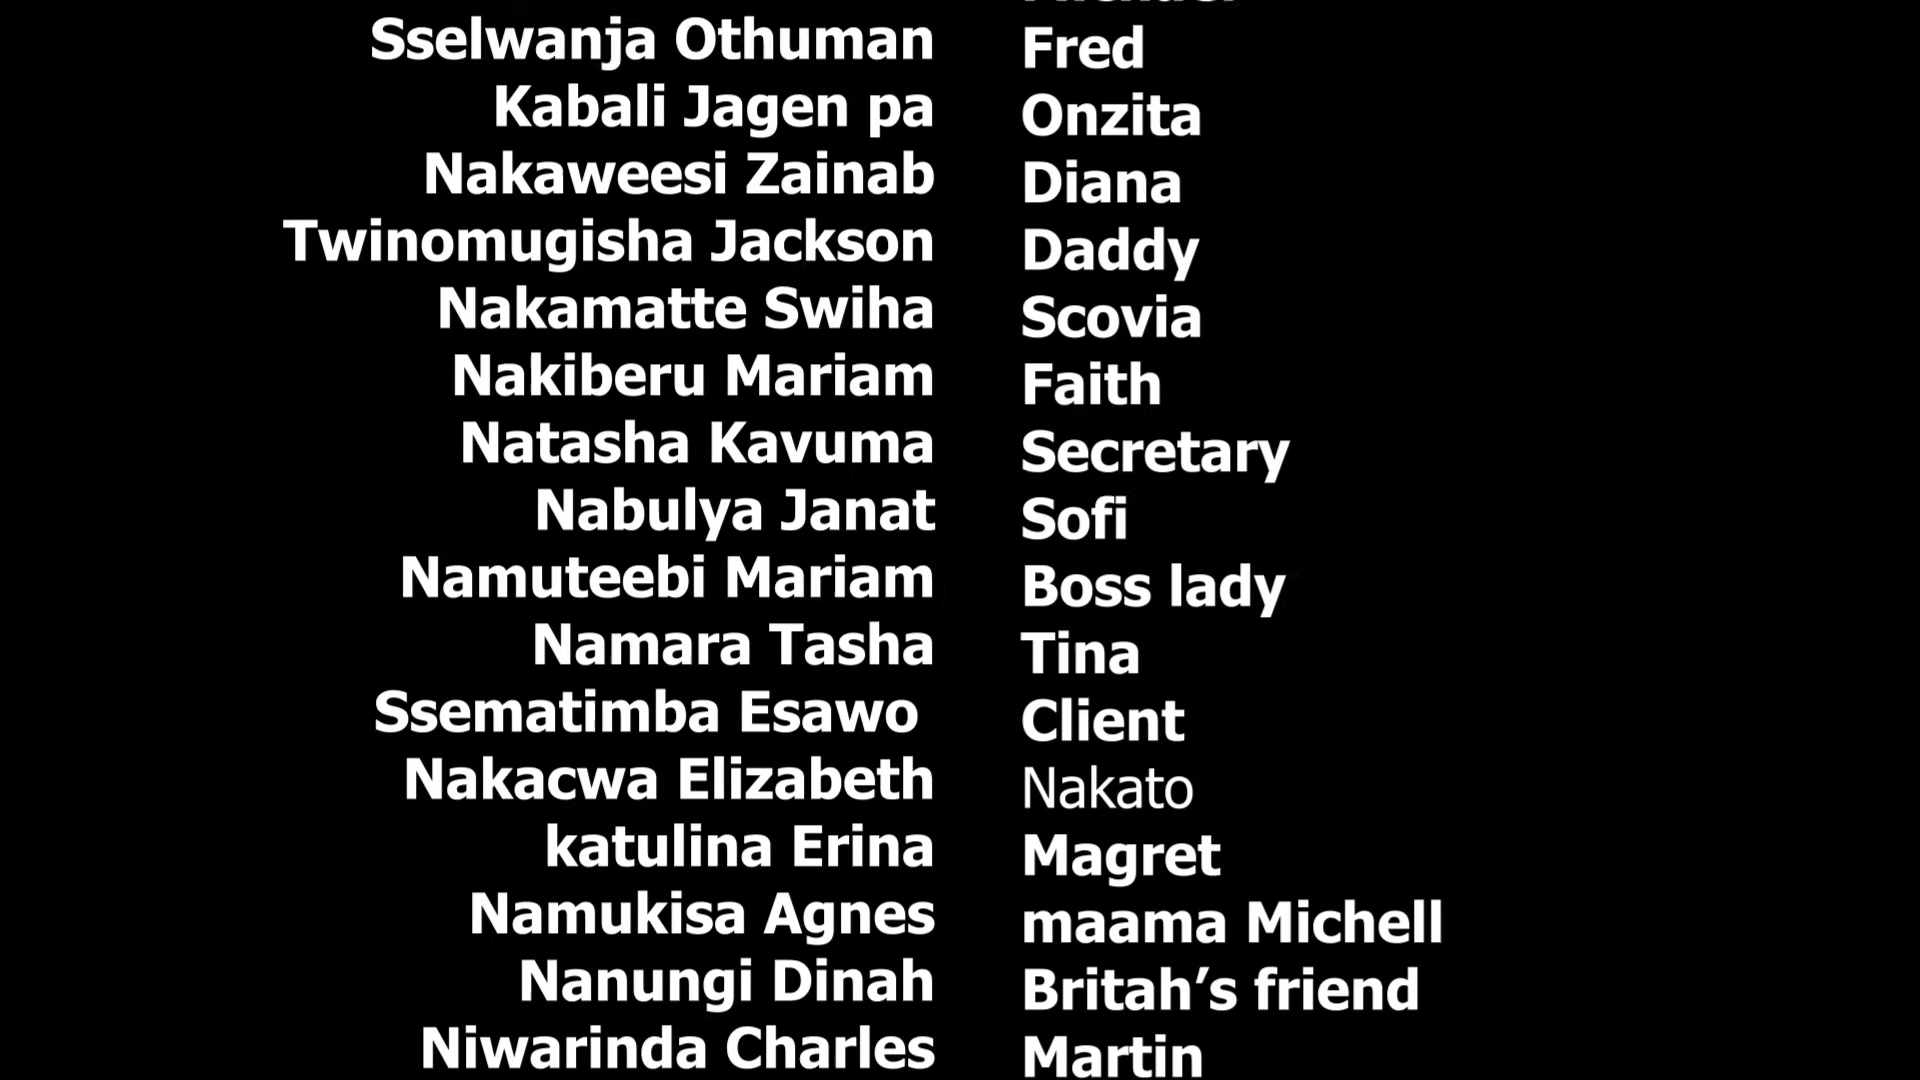 Sselwanja Othuman Fred
Kabali Jagen pa Onzita
Nakaweesi Zainab Diana
Twinomugisha Jackson Daddy
Nakamatte Swiha Scovia
Nakiberu Mariam Faith
Natasha Kavuma Secretary
Nabulya Janat Sofi
Namuteebi Mariam Boss lady
Namara Tasha Tina
Ssematimba Esawo Client
Nakacwa Elizabeth Nakato
katulina Erina Magret
Namukisa Agnes maama Michell
Nanungi Dinah Britah’s friend
Niwarinda Charles Martin